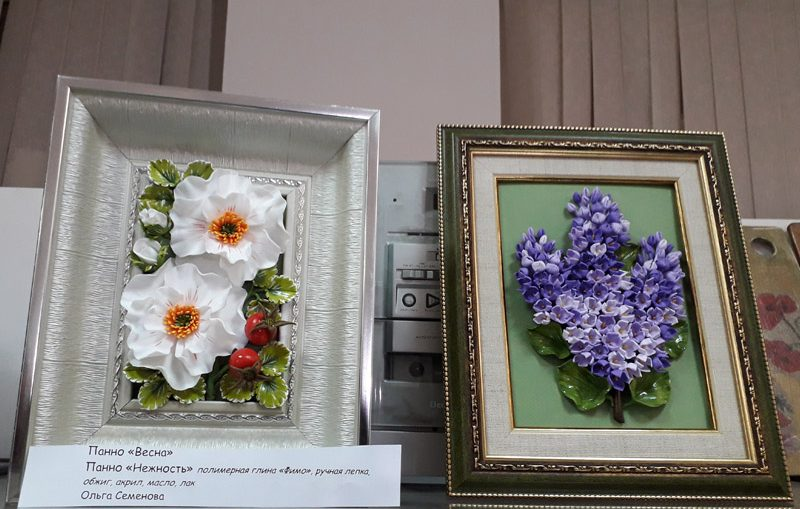 Панно «Весна»
Панно «Нежность» полимерная глина «Фимо», ручная лепка,
обжиг, акрил, масло, лак
Ольга Семенова